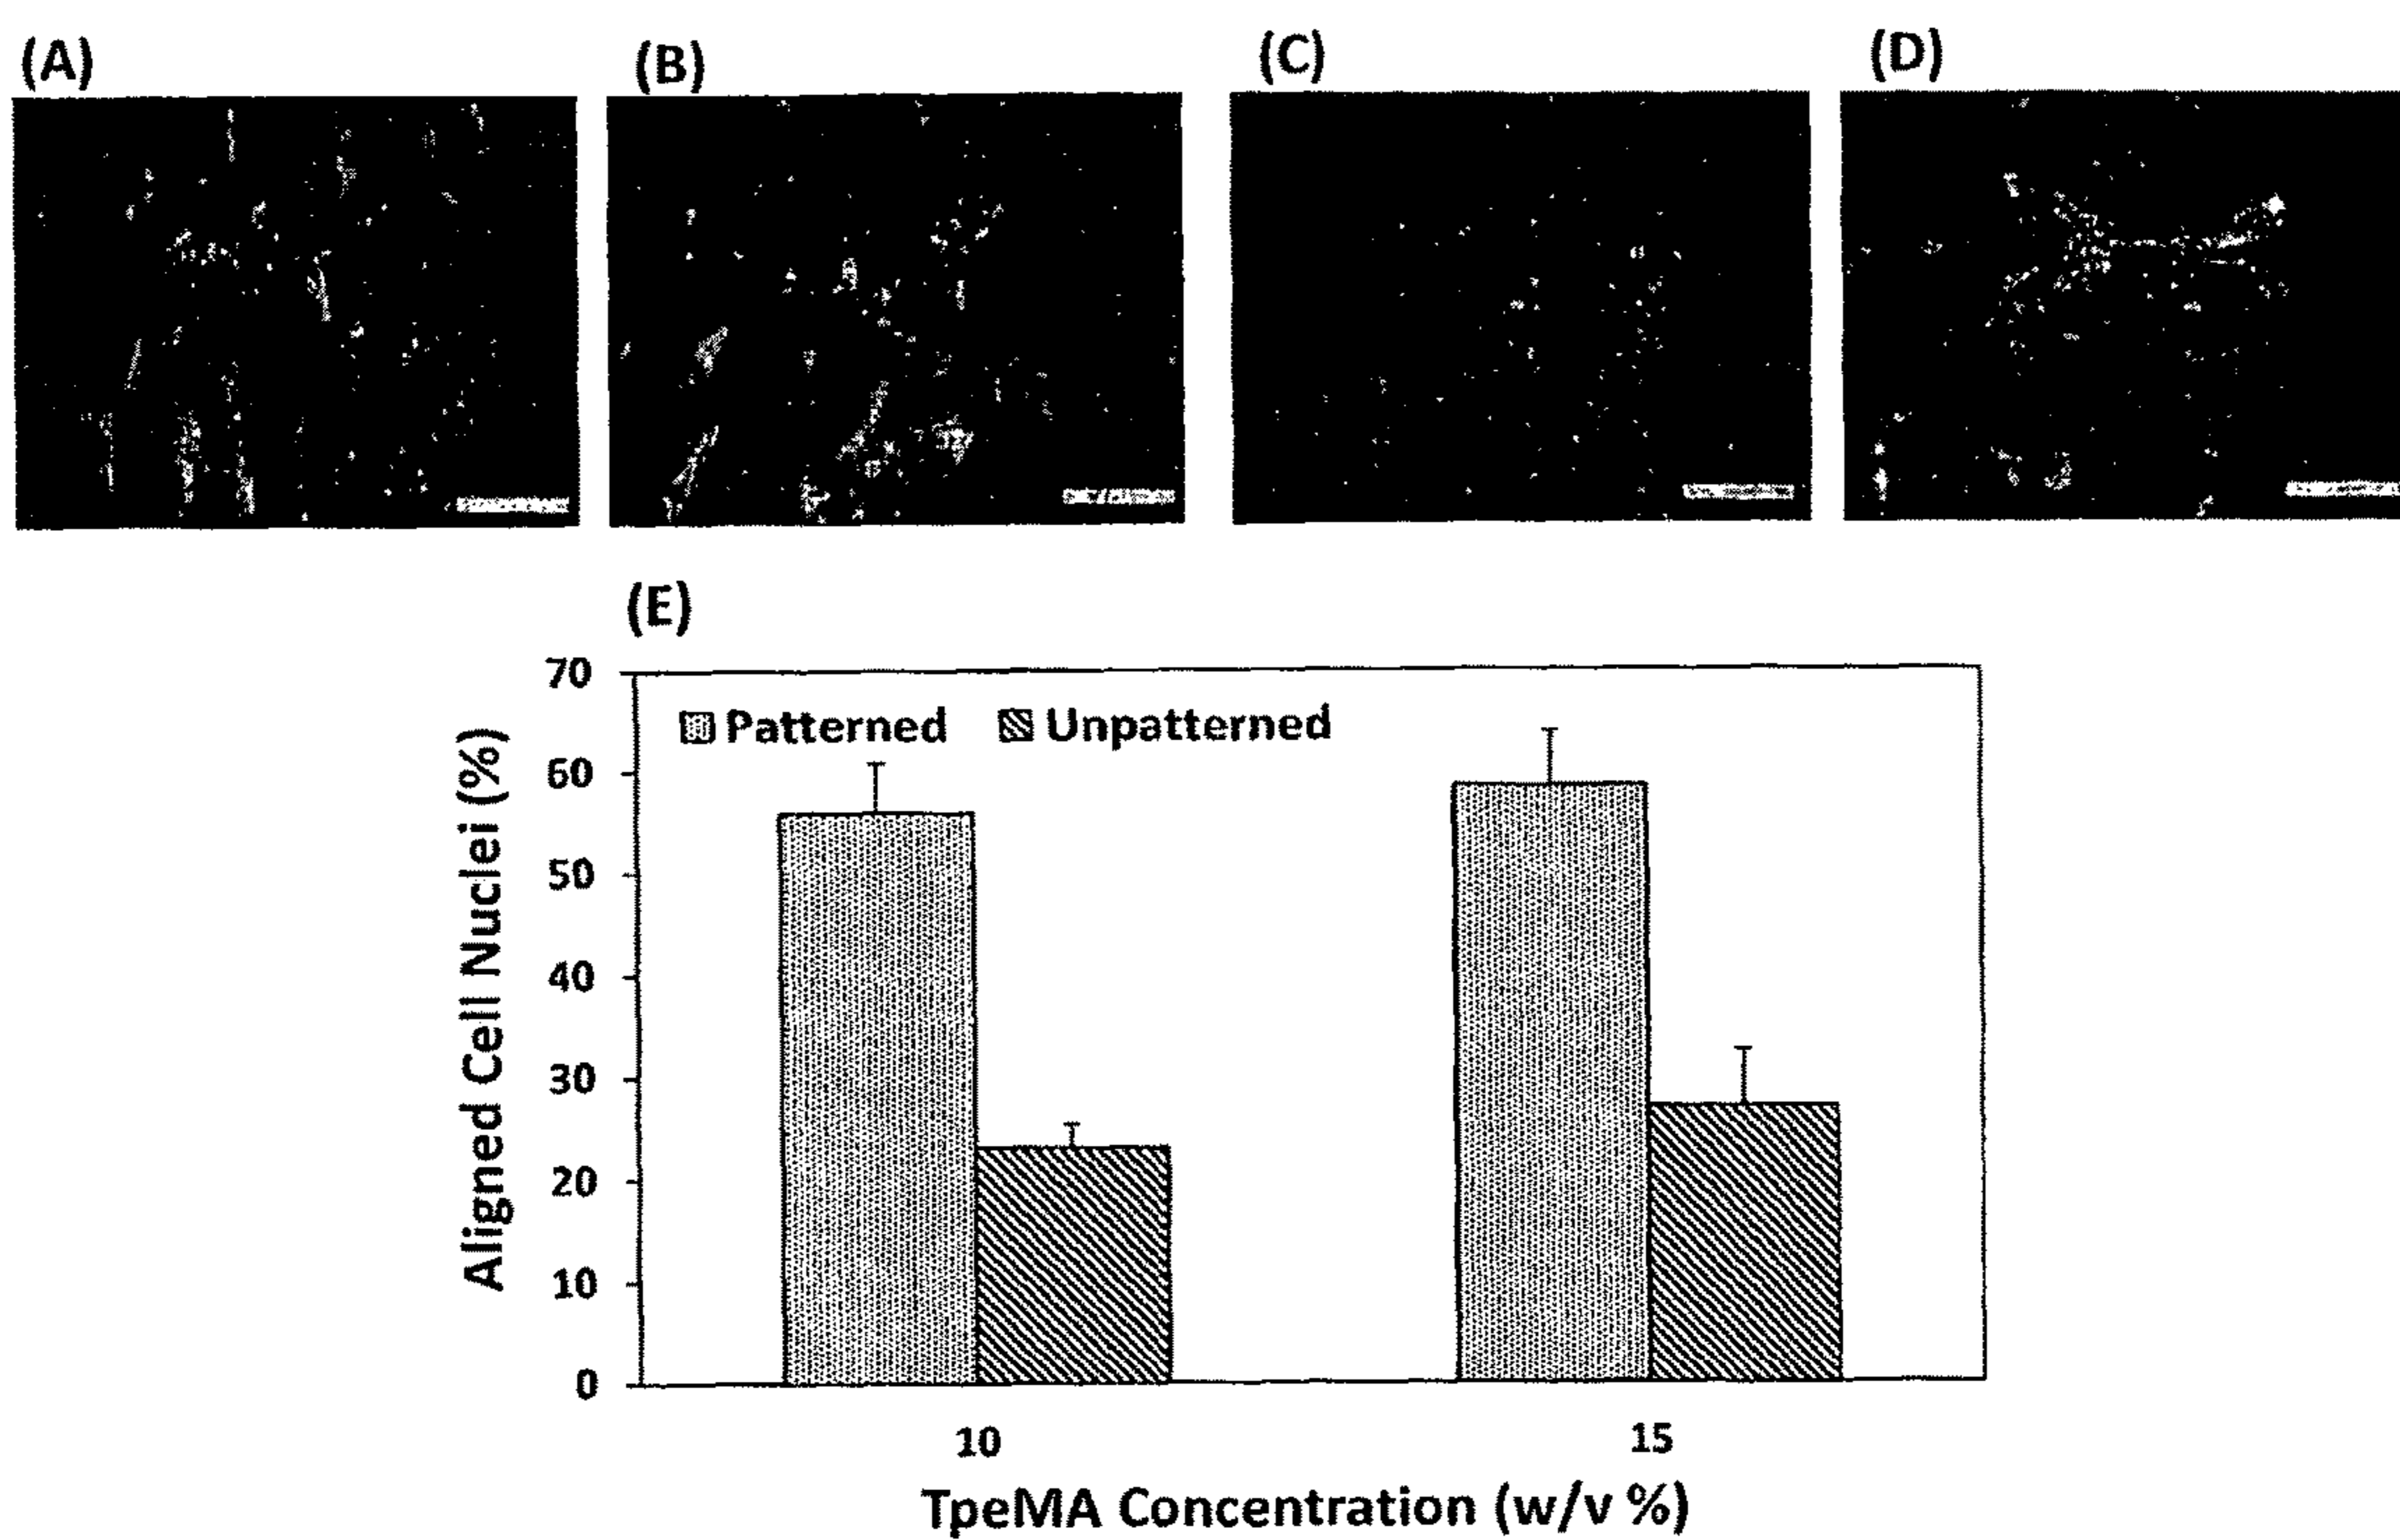 (A)
(B)
(C)
(D)
(E)
Patterned Unpatterned
70
60
50
40
30
20
10
0
Aligned Cell Nuclei (%)
10
15
TpeMA Concentration (w/v %)